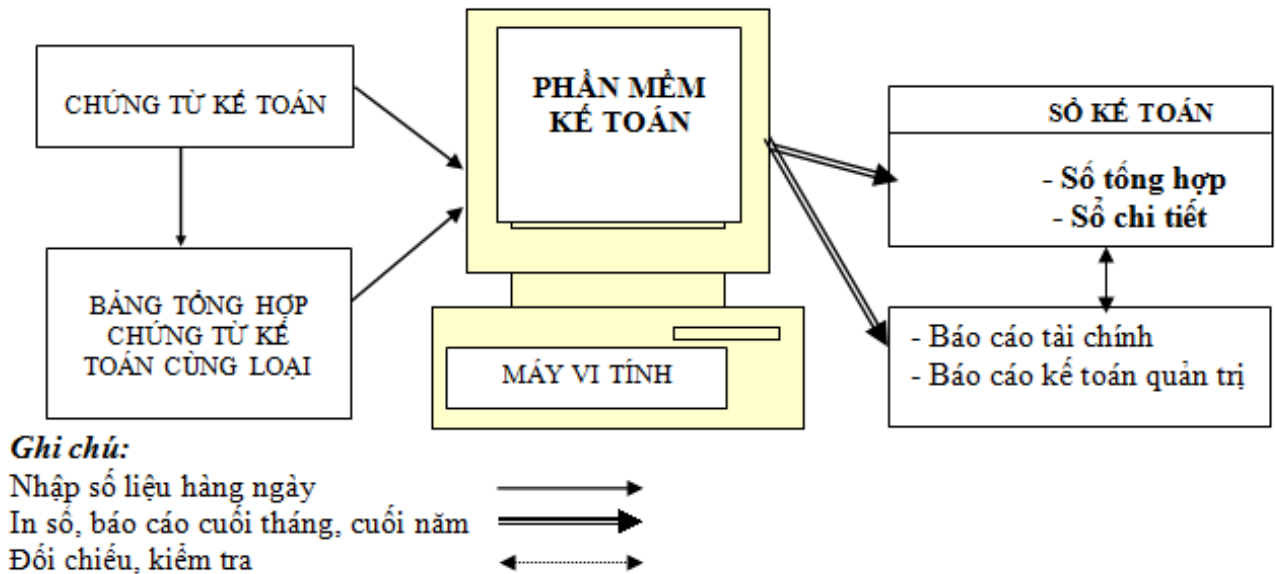 CHỨNG TỪ KẾ TOÁN
BẢNG TỔNG HỢP
CHỨNG TỪ KẾ
TOÁN CÙNG LOẠI
PHẦN MỀM
KẾ TOÁN
MÁY VI TÍNH
SỔ KẾ TOÁN
- Sổ tổng hợp
- Sổ chi tiết
- Báo cáo tài chính
- Báo cáo kế toán quản trị
Ghi chú:
Nhập số liệu hàng ngày
In sổ, báo cáo cuối tháng, cuối năm
Đối chiếu, kiểm tra